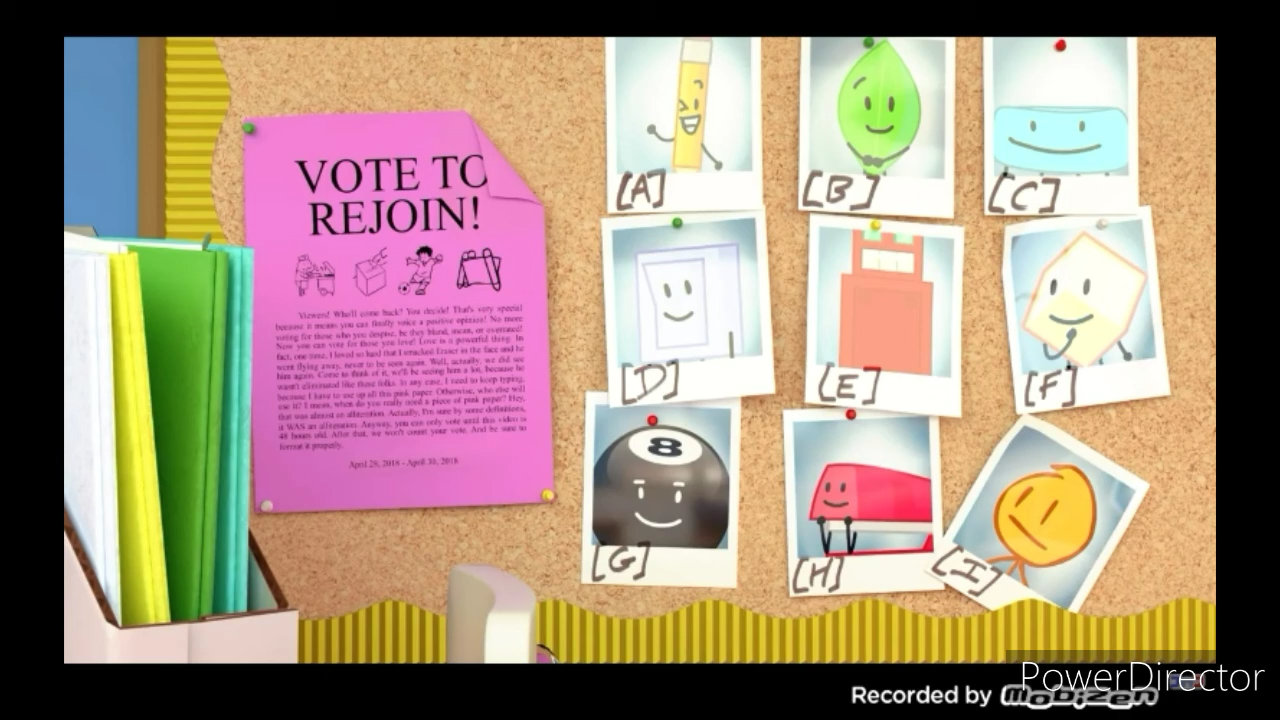 VOTE TO
REJOIN!
Viewers! Who'll come back? You decide! That's very special
because it means you can finally voice a positive opinion! No more
voting for those who you despise, be they bland, mean, or overrated!
Now you can vote for those you love! Love is a powerful thing. In
fact, one time, I loved so hard that I smacked Eraser in the face and he
went flying away, never to be seen again. Well, actually, we did see
him again. Come to think of it, we'll be seeing him a lot, because he
wasn't eliminated like those folks. In any case, I need to keep typing,
because I have to use up all this pink paper. Otherwise, who else will
use it? I mean, when do you really need a piece of pink paper? Hey,
that was almost an alliteration. Actually, I'm sure by some definitions,
it WAS an alliteration. Anyway, you can only vote until this video is
48 hours old. After that, we won't count your vote. And be sure to
format it properly.
April 28, 2018 - April 30, 2018
[A]
[B]
[C]
[D]
[E]
[F]
8
[G]
[H]
[I]
PowerDirector
Recorded by Mobizen